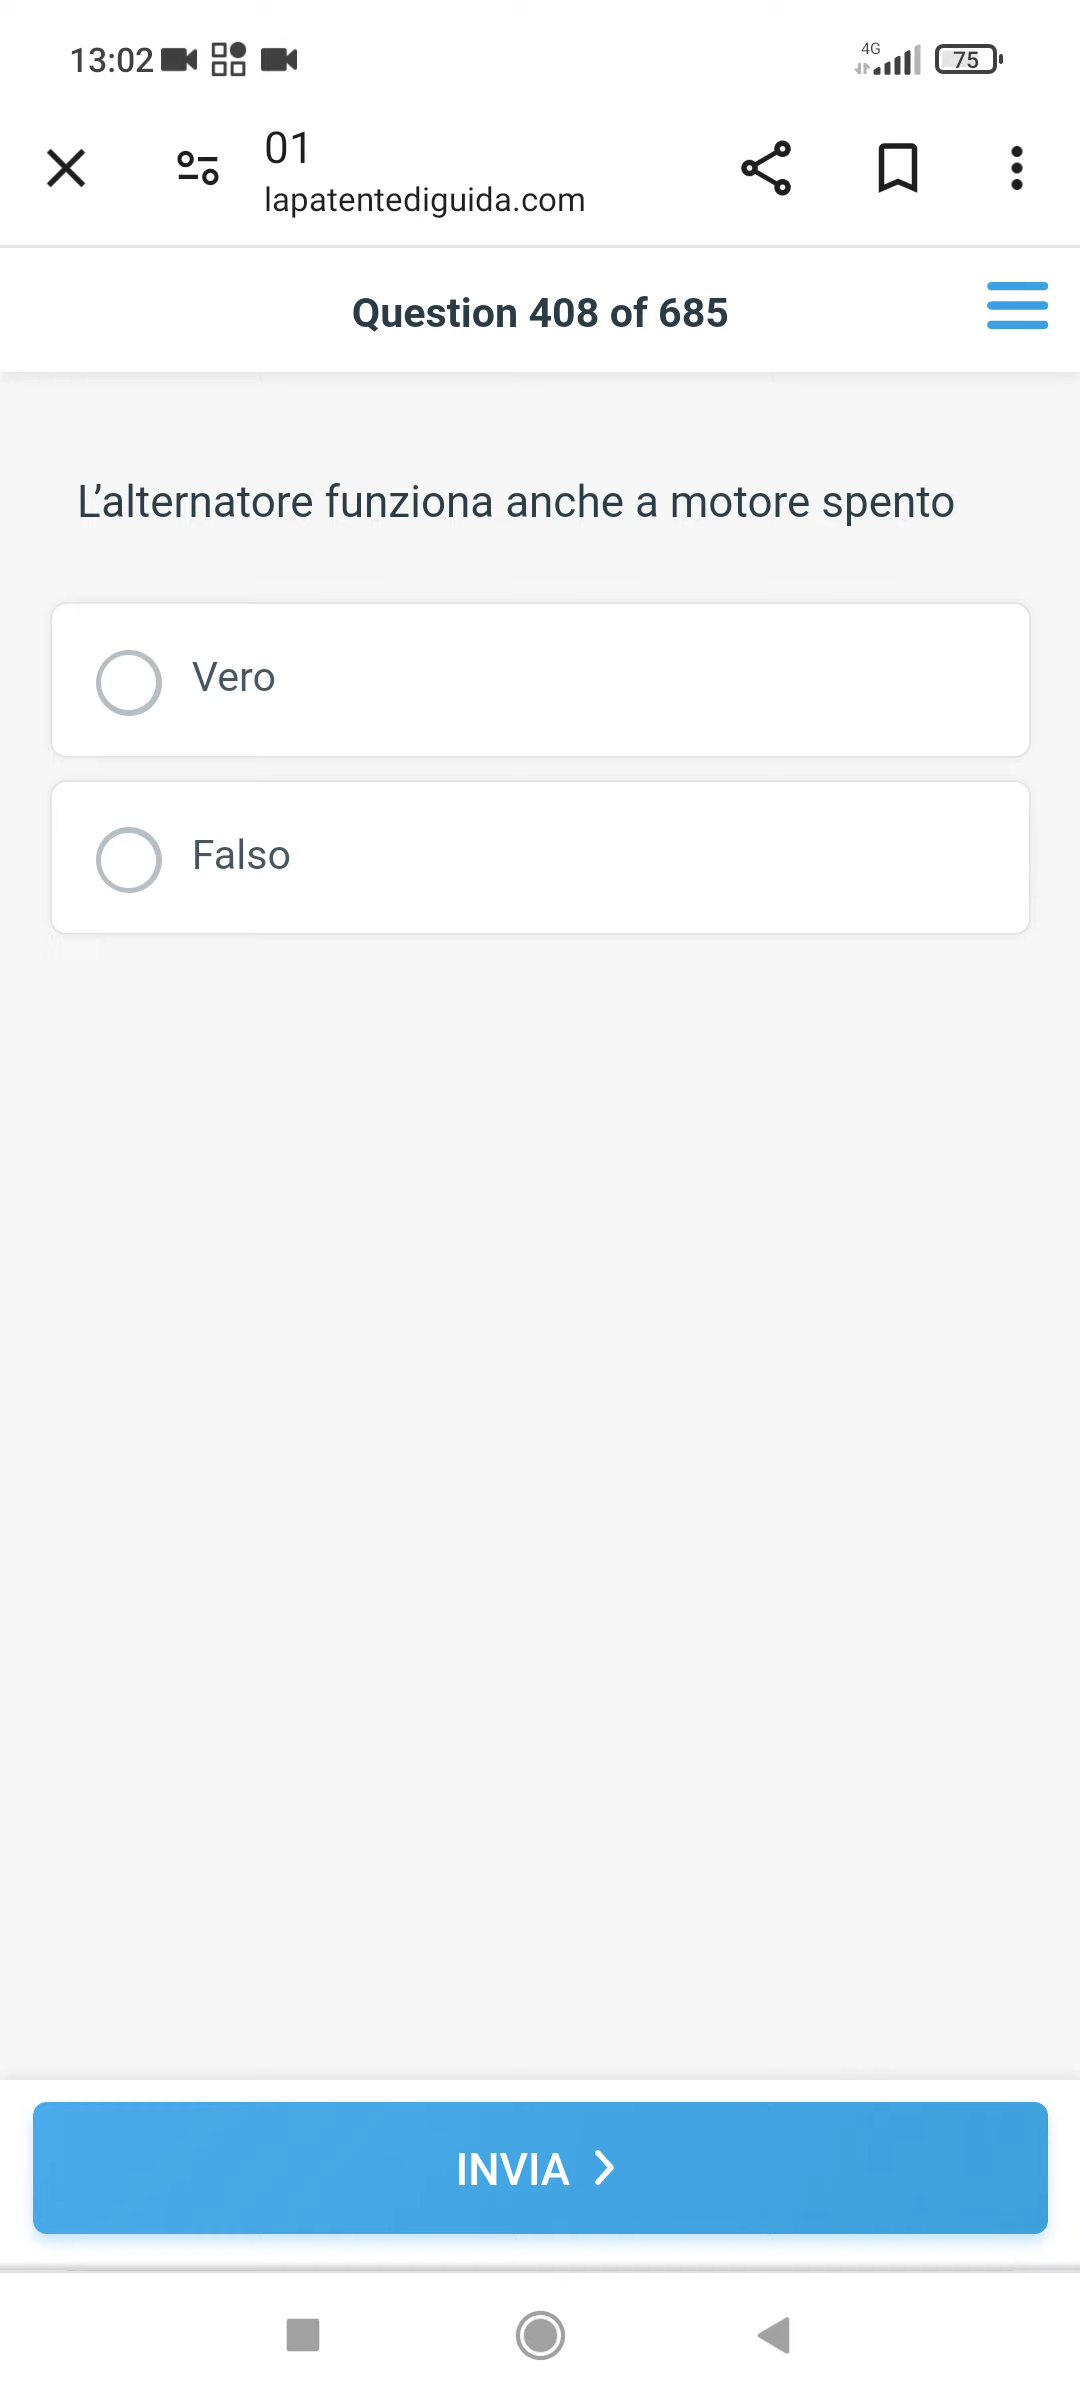 13:02
4G
75
01
lapatentediguida.com
Question 408 of 685
L’alternatore funziona anche a motore spento
Vero
Falso
INVIA